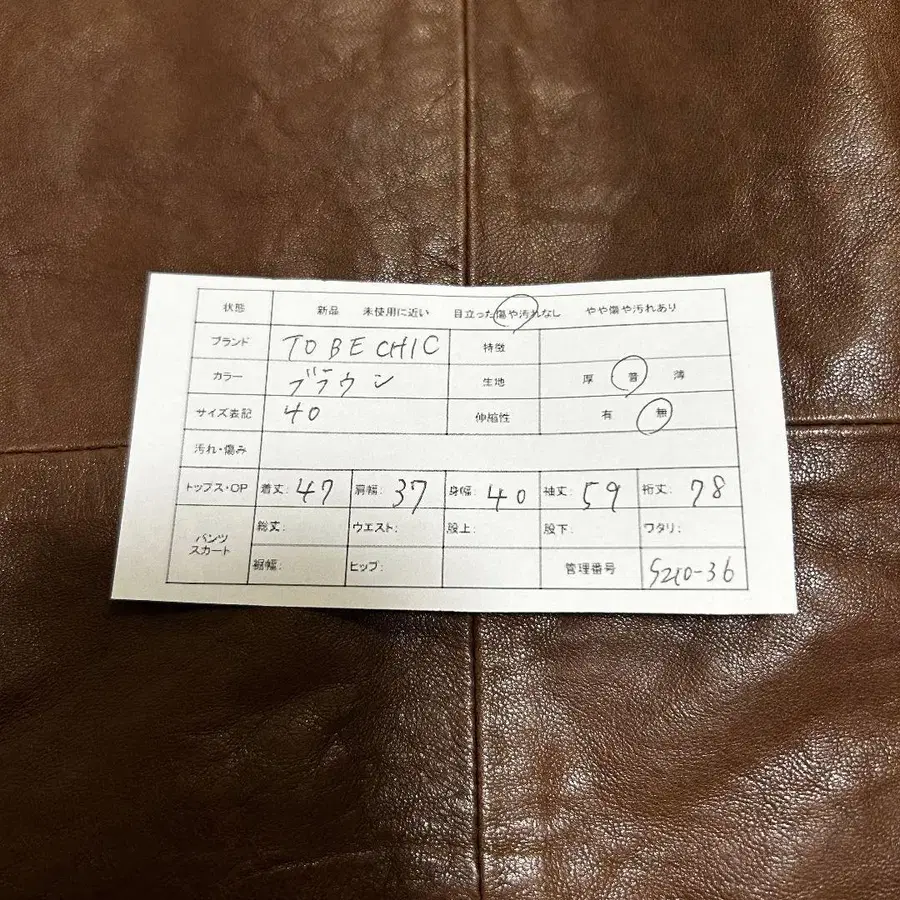 状態 新品 未使用に近い 目立った傷や汚れなし やや傷や汚れあり
ブランド TO BE CHIC 特徴
カラー ブラウン 生地 厚 普 薄
サイズ表記 40 伸縮性 有 無
汚れ・傷み
トップス・OP 着丈: 47 肩幅: 37 身幅: 40 袖丈: 59 裄丈: 78
パンツ スカート 総丈: ウエスト: 股上: 股下: ワタリ:
裾幅: ヒップ: 管理番号 S210-36